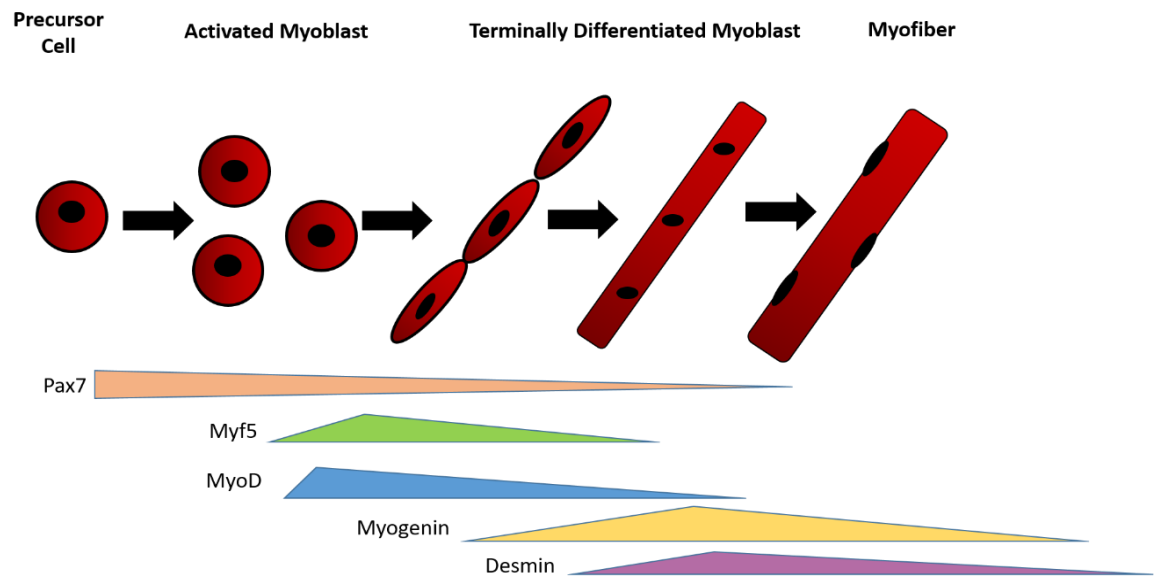 Precursor
Cell
Activated Myoblast
Terminally Differentiated Myoblast
Myofiber
Pax7
Myf5
MyoD
Myogenin
Desmin